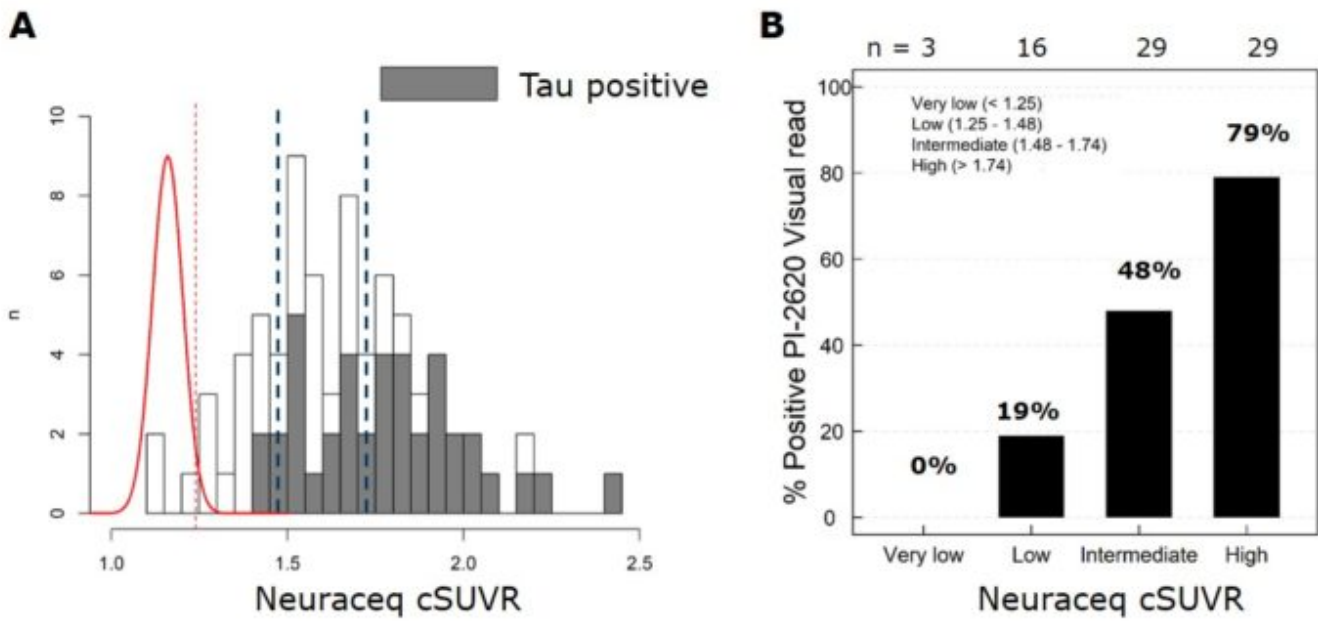 A
Tau positive
10
8
6
4
2
0
n
1.0 1.5 2.0 2.5
Neuraceq cSUVR
B
n = 3 16 29 29
Very low (< 1.25)
Low (1.25 - 1.48)
Intermediate (1.48 - 1.74)
High (> 1.74)
100
80
60
40
20
0
% Positive PI-2620 Visual read
0%
19%
48%
79%
Very low Low Intermediate High
Neuraceq cSUVR